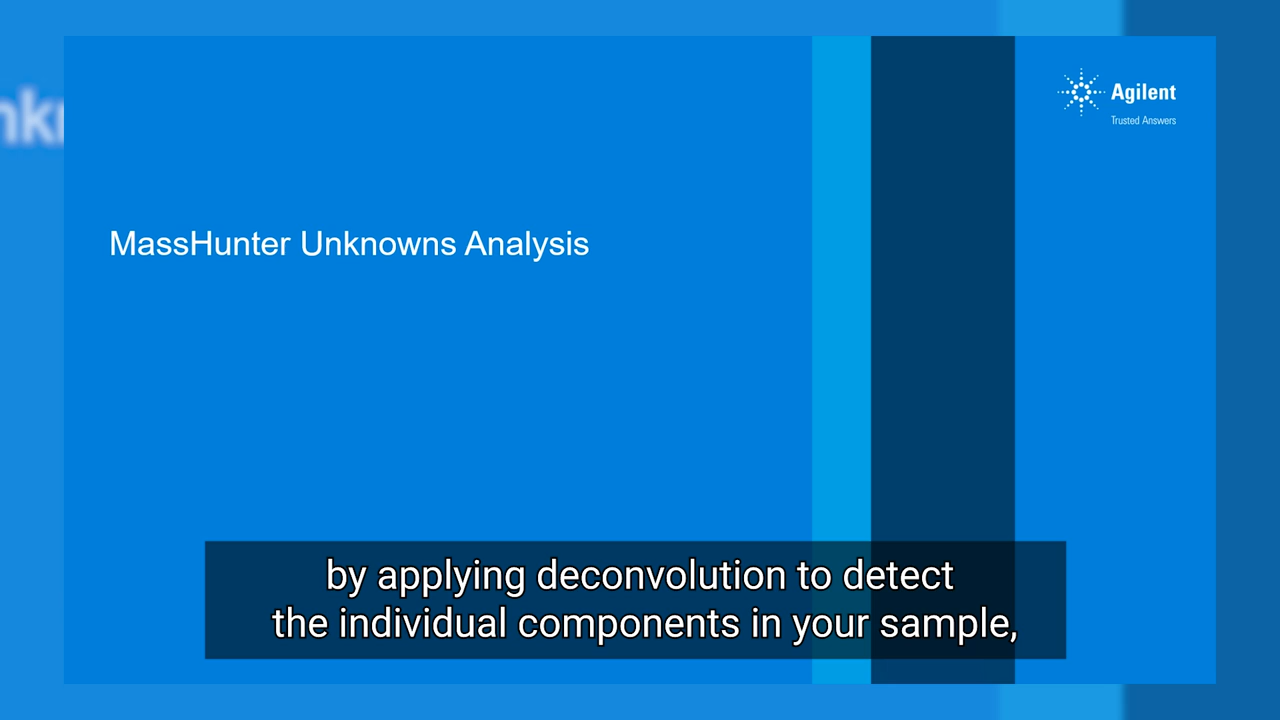 Agilent
Trusted Answers
MassHunter Unknowns Analysis
by applying deconvolution to detect
the individual components in your sample,